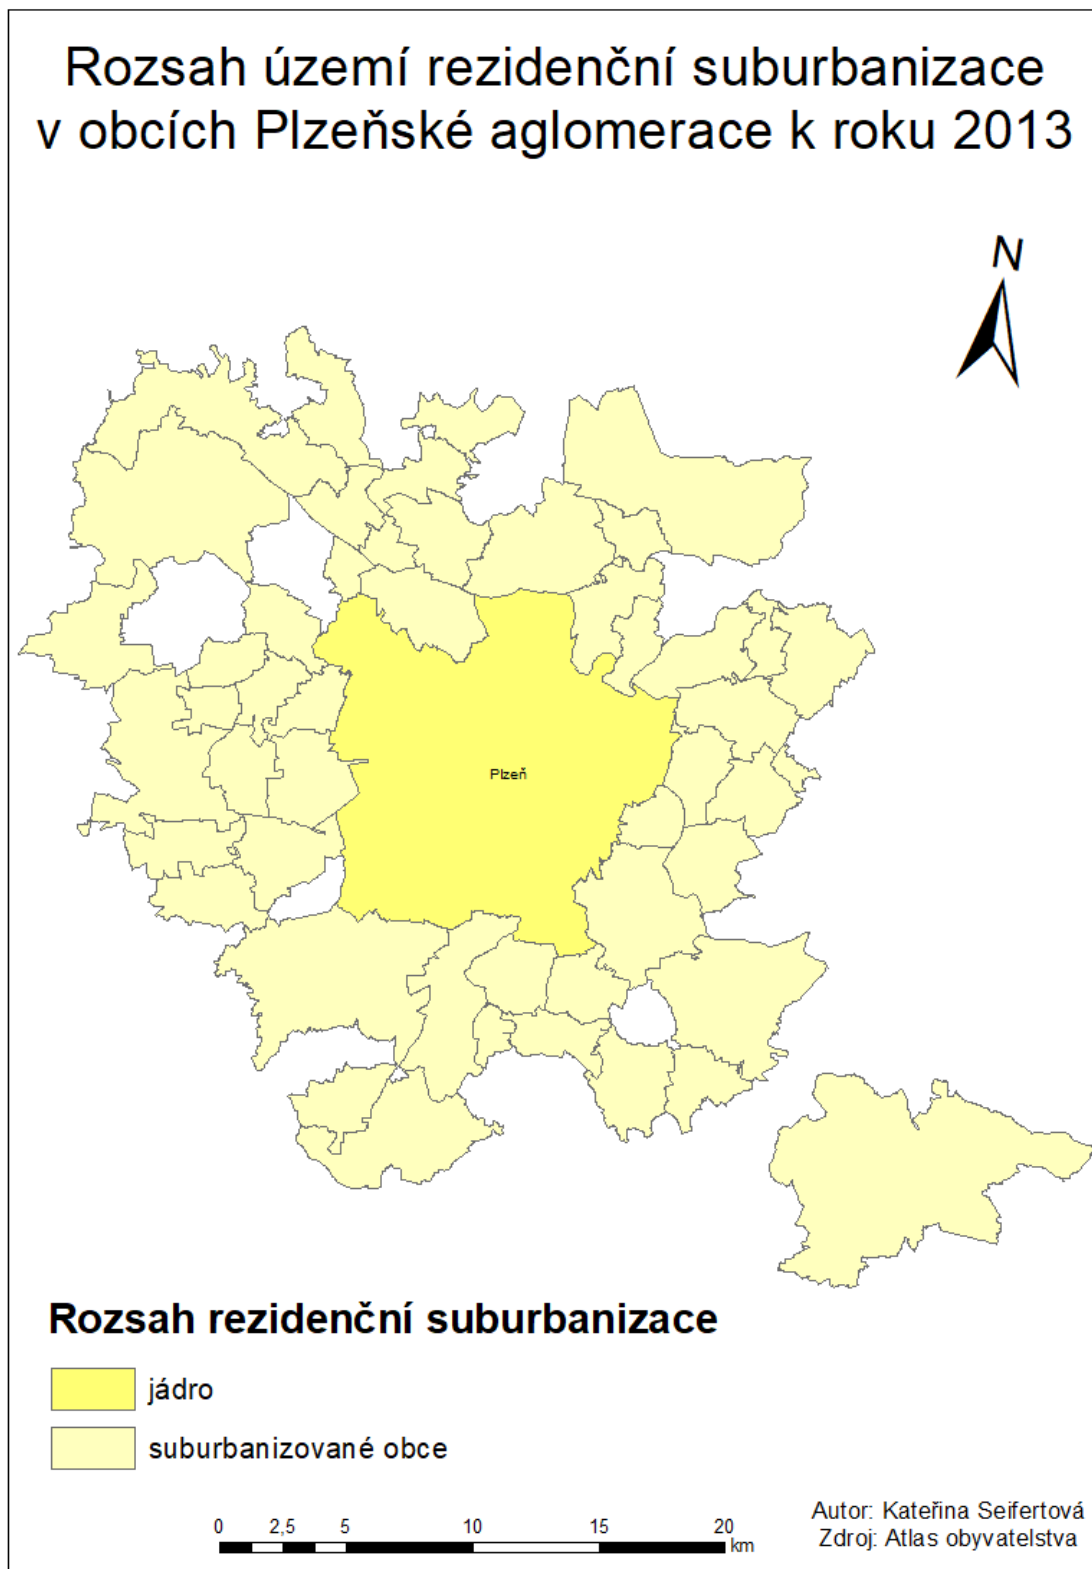 Rozsah území rezidenční suburbanizace
v obcích Plzeňské aglomerace k roku 2013
N
Plzeň
Rozsah rezidenční suburbanizace
jádro
suburbanizované obce
0 2,5 5 10 15 20
km
Autor: Kateřina Seifertová
Zdroj: Atlas obyvatelstva